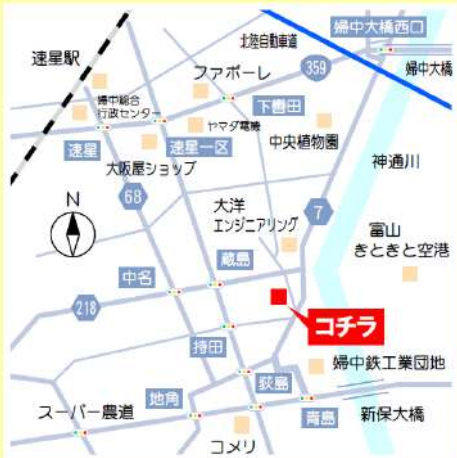 婦中大橋西口
北陸自動車道
速星駅
359
婦中大橋
ファボーレ
婦中総合
行政センター
下轡田
ヤマダ電機
速星
速星一区
中央植物園
大阪屋ショップ
神通川
68
N
大洋
エンジニアリング
7
富山
きときと空港
蔵島
中名
218
コチラ
持田
婦中鉄工業団地
荻島
スーパー農道
地角
青島
新保大橋
コメリ